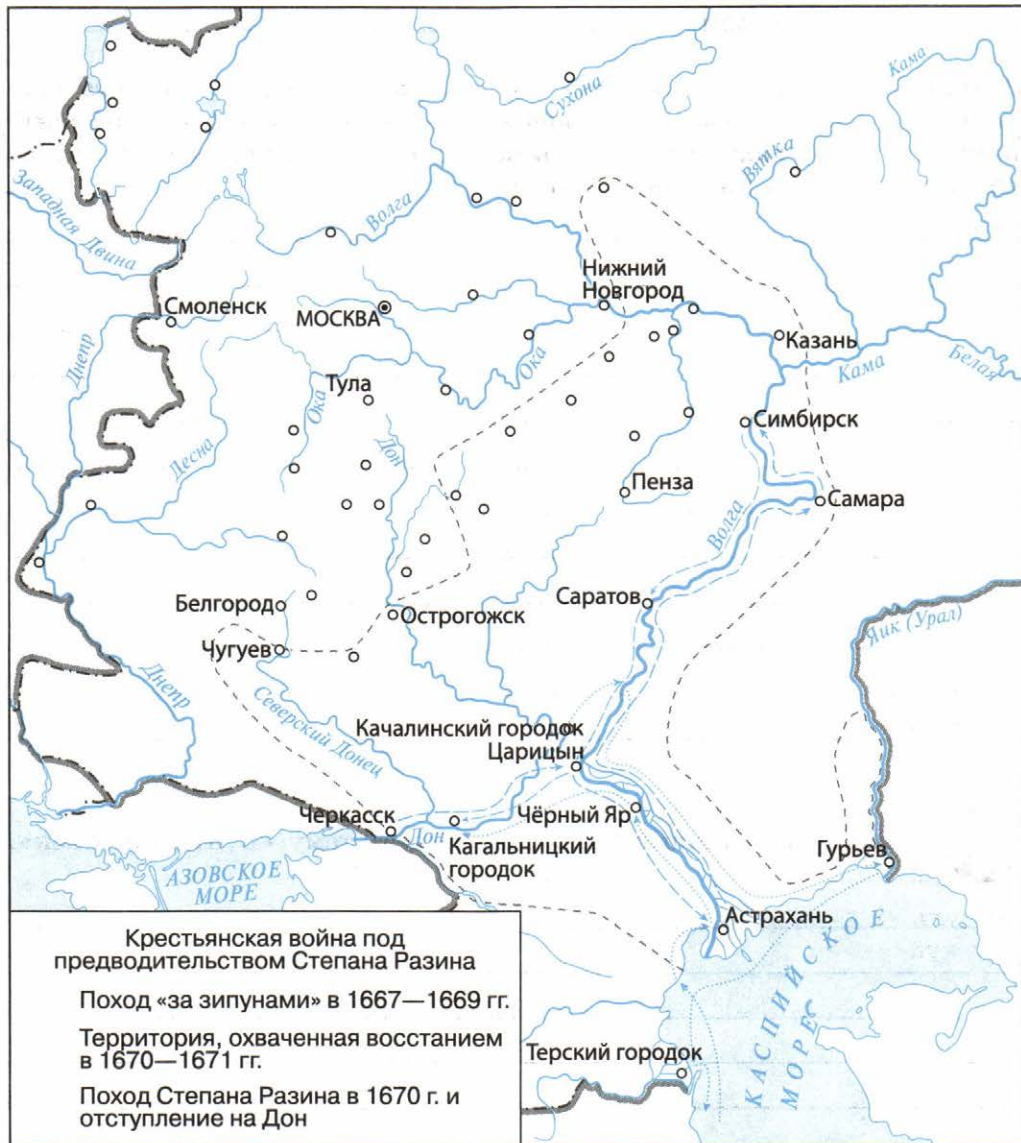 Сухона
Кама
Вятка
Западная Двина
Волга
Нижний
Новгород
Смоленск
МОСКВА
Казань
Днепр
Ока
Кама
Белая
Тула
Ока
Дон
Симбирск
Десна
Пенза
Самара
Волга
Белгород
Саратов
Острогожск
Яик (Урал)
Чугуев
Днепр
Северский Донец
Качалинский городок
Царицын
Черкасск
Дон
Чёрный Яр
Кагальницкий
городок
Гурьев
АЗОВСКОЕ
МОРЕ
Астрахань
КАСПИЙСКОЕ
МОРЕ
Терский городок
Крестьянская война под
предводительством Степана Разина
Поход «за зипунами» в 1667—1669 гг.
Территория, охваченная восстанием
в 1670—1671 гг.
Поход Степана Разина в 1670 г. и
отступление на Дон